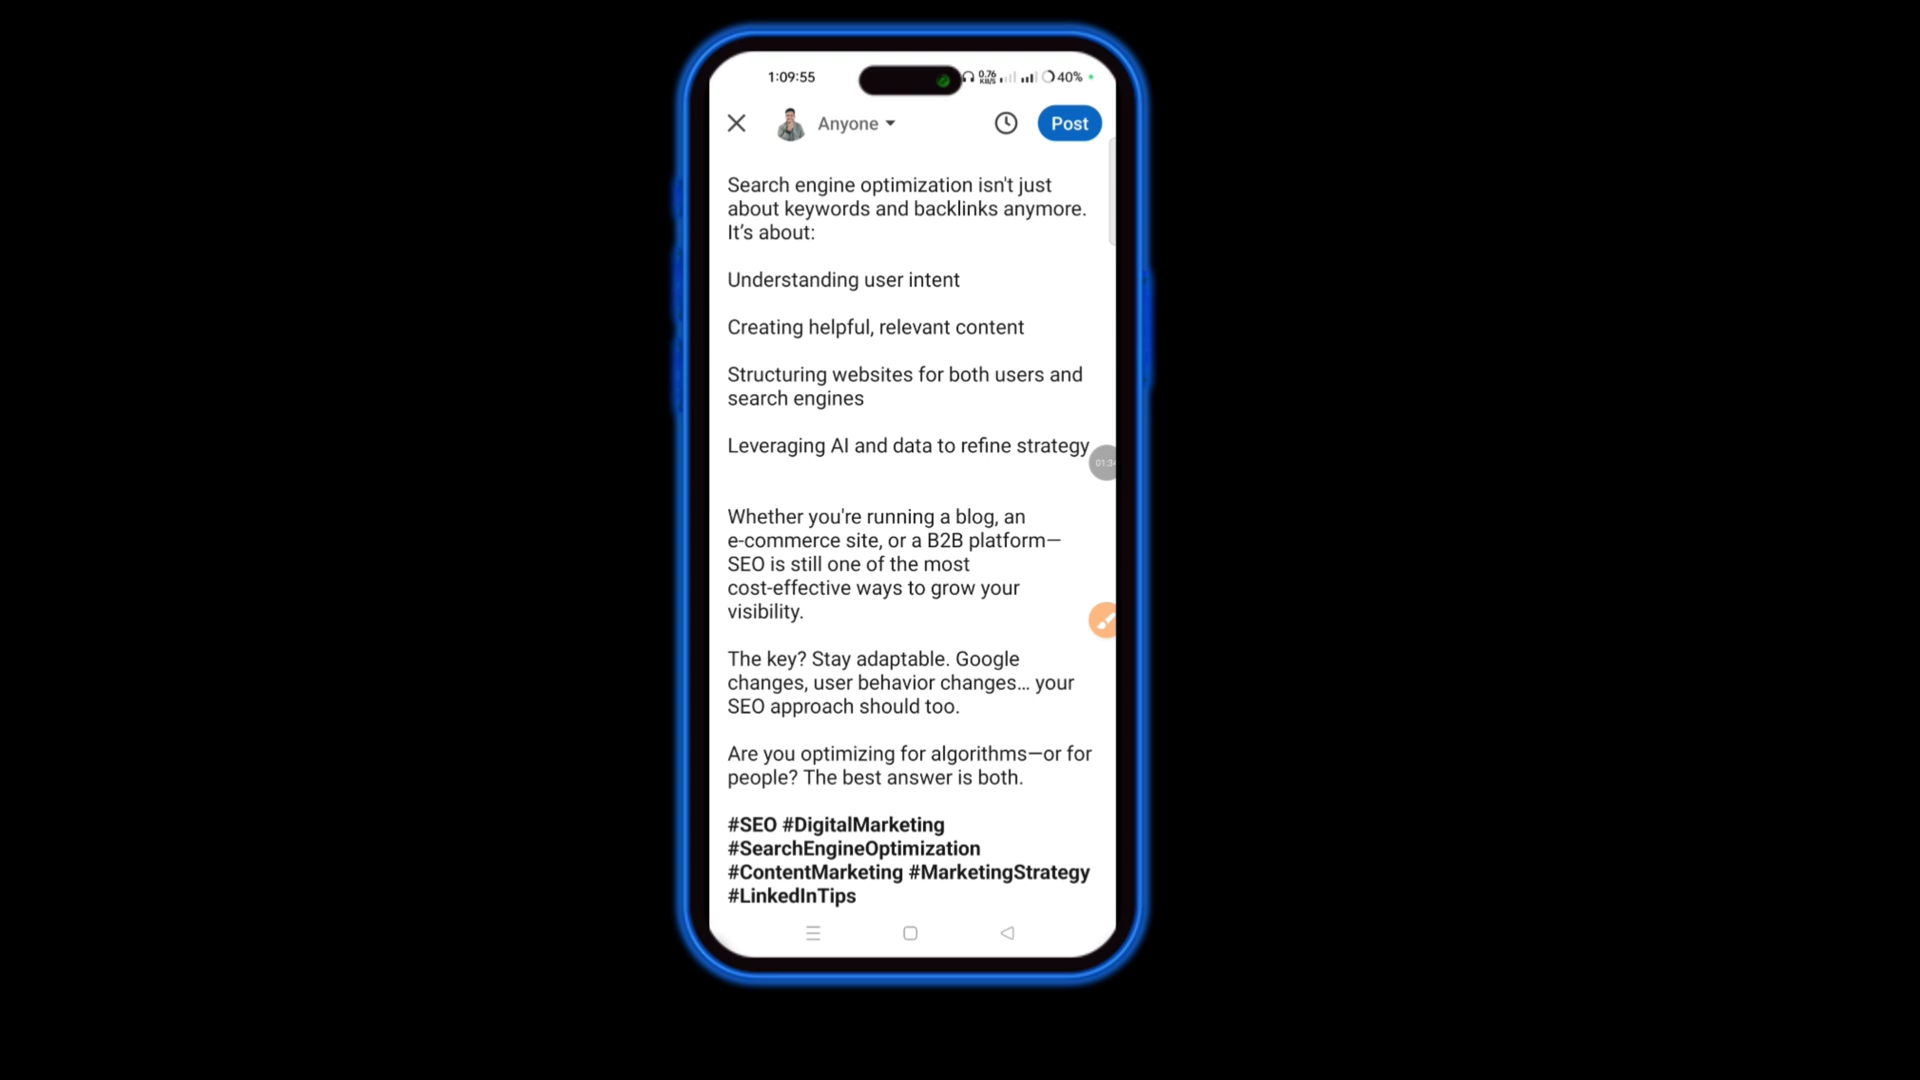 1:09:55
0.76
KB/S
40%
Anyone
Post
Search engine optimization isn't just
about keywords and backlinks anymore.
It’s about:
Understanding user intent
Creating helpful, relevant content
Structuring websites for both users and
search engines
Leveraging AI and data to refine strategy
Whether you're running a blog, an
e-commerce site, or a B2B platform—
SEO is still one of the most
cost-effective ways to grow your
visibility.
The key? Stay adaptable. Google
changes, user behavior changes… your
SEO approach should too.
Are you optimizing for algorithms—or for
people? The best answer is both.
#SEO #DigitalMarketing
#SearchEngineOptimization
#ContentMarketing #MarketingStrategy
#LinkedInTips